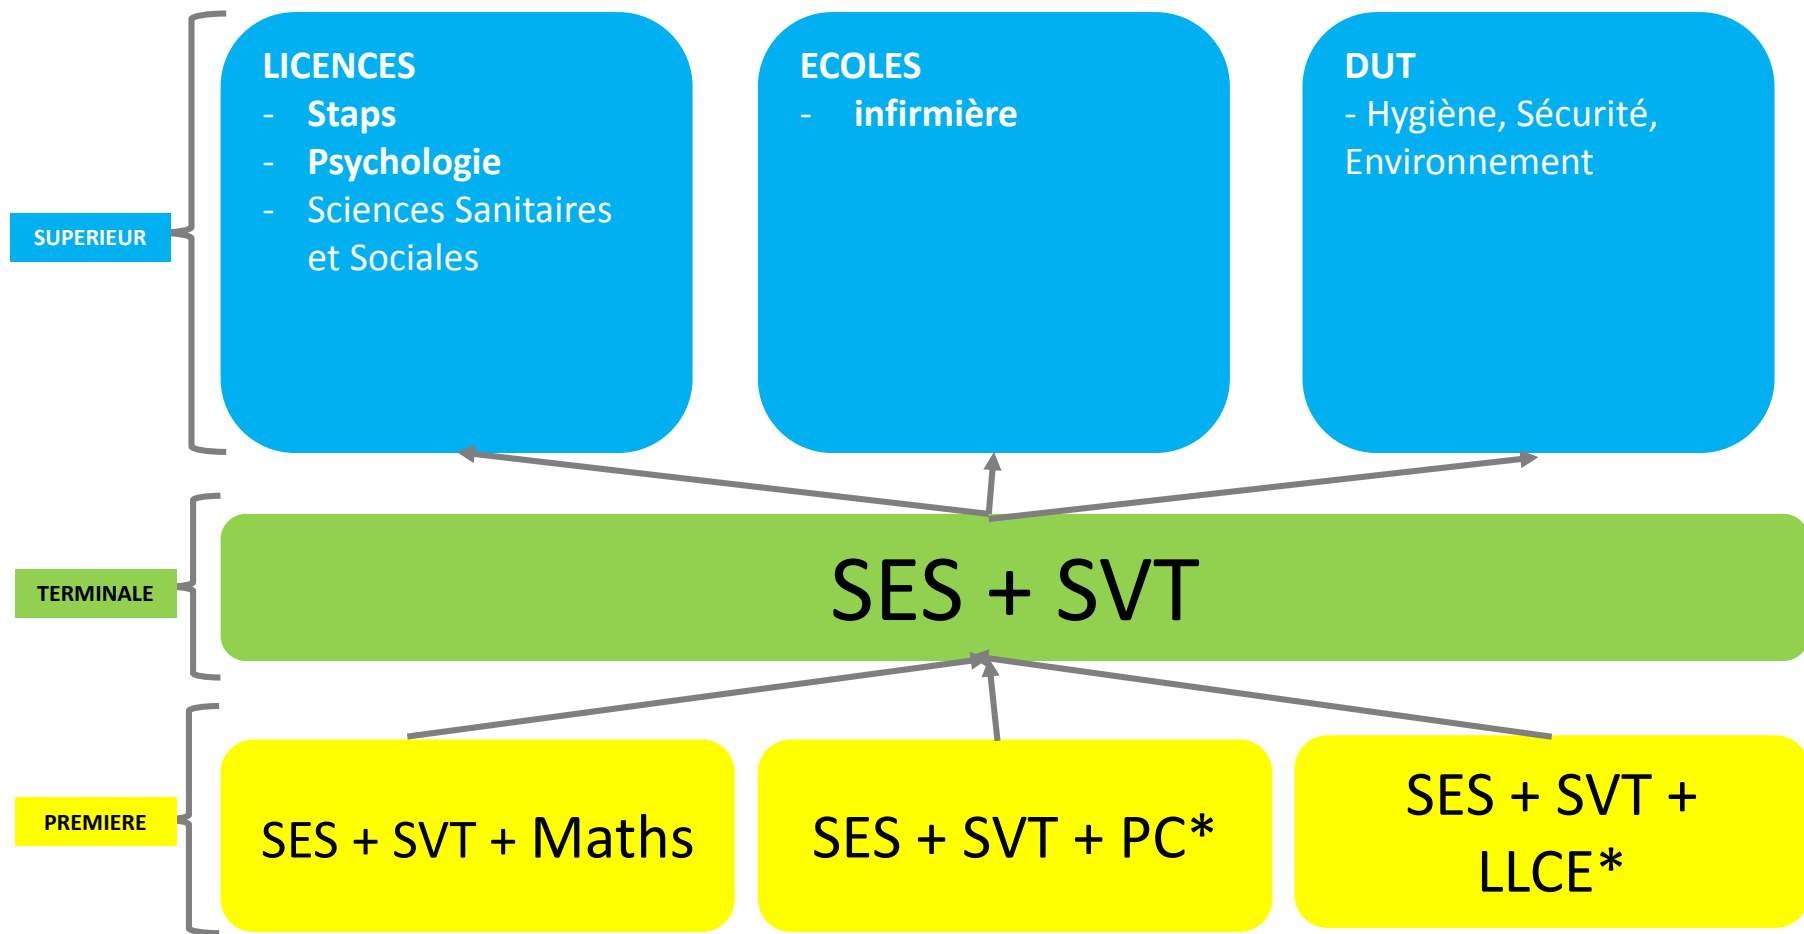 LICENCES
- Staps
- Psychologie
- Sciences Sanitaires
et Sociales
ECOLES
- infirmière
DUT
- Hygiène, Sécurité,
Environnement
SUPERIEUR
TERMINALE
SES + SVT
PREMIERE
SES + SVT + Maths
SES + SVT + PC*
SES + SVT +
LLCE*